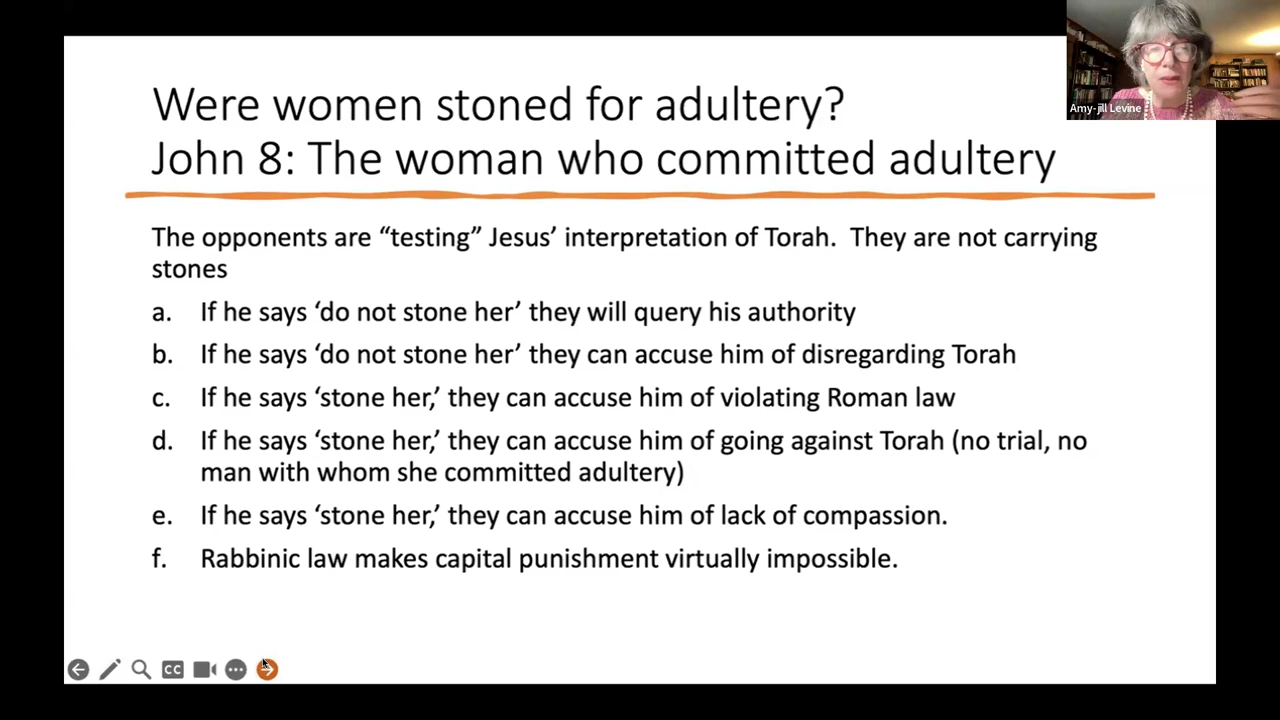 Amy-jill Levine
Were women stoned for adultery?
John 8: The woman who committed adultery
The opponents are “testing” Jesus’ interpretation of Torah.  They are not carrying
stones
a. If he says ‘do not stone her’ they will query his authority
b. If he says ‘do not stone her’ they can accuse him of disregarding Torah
c. If he says ‘stone her,’ they can accuse him of violating Roman law
d. If he says ‘stone her,’ they can accuse him of going against Torah (no trial, no
man with whom she committed adultery)
e. If he says ‘stone her,’ they can accuse him of lack of compassion.
f. Rabbinic law makes capital punishment virtually impossible.
CC